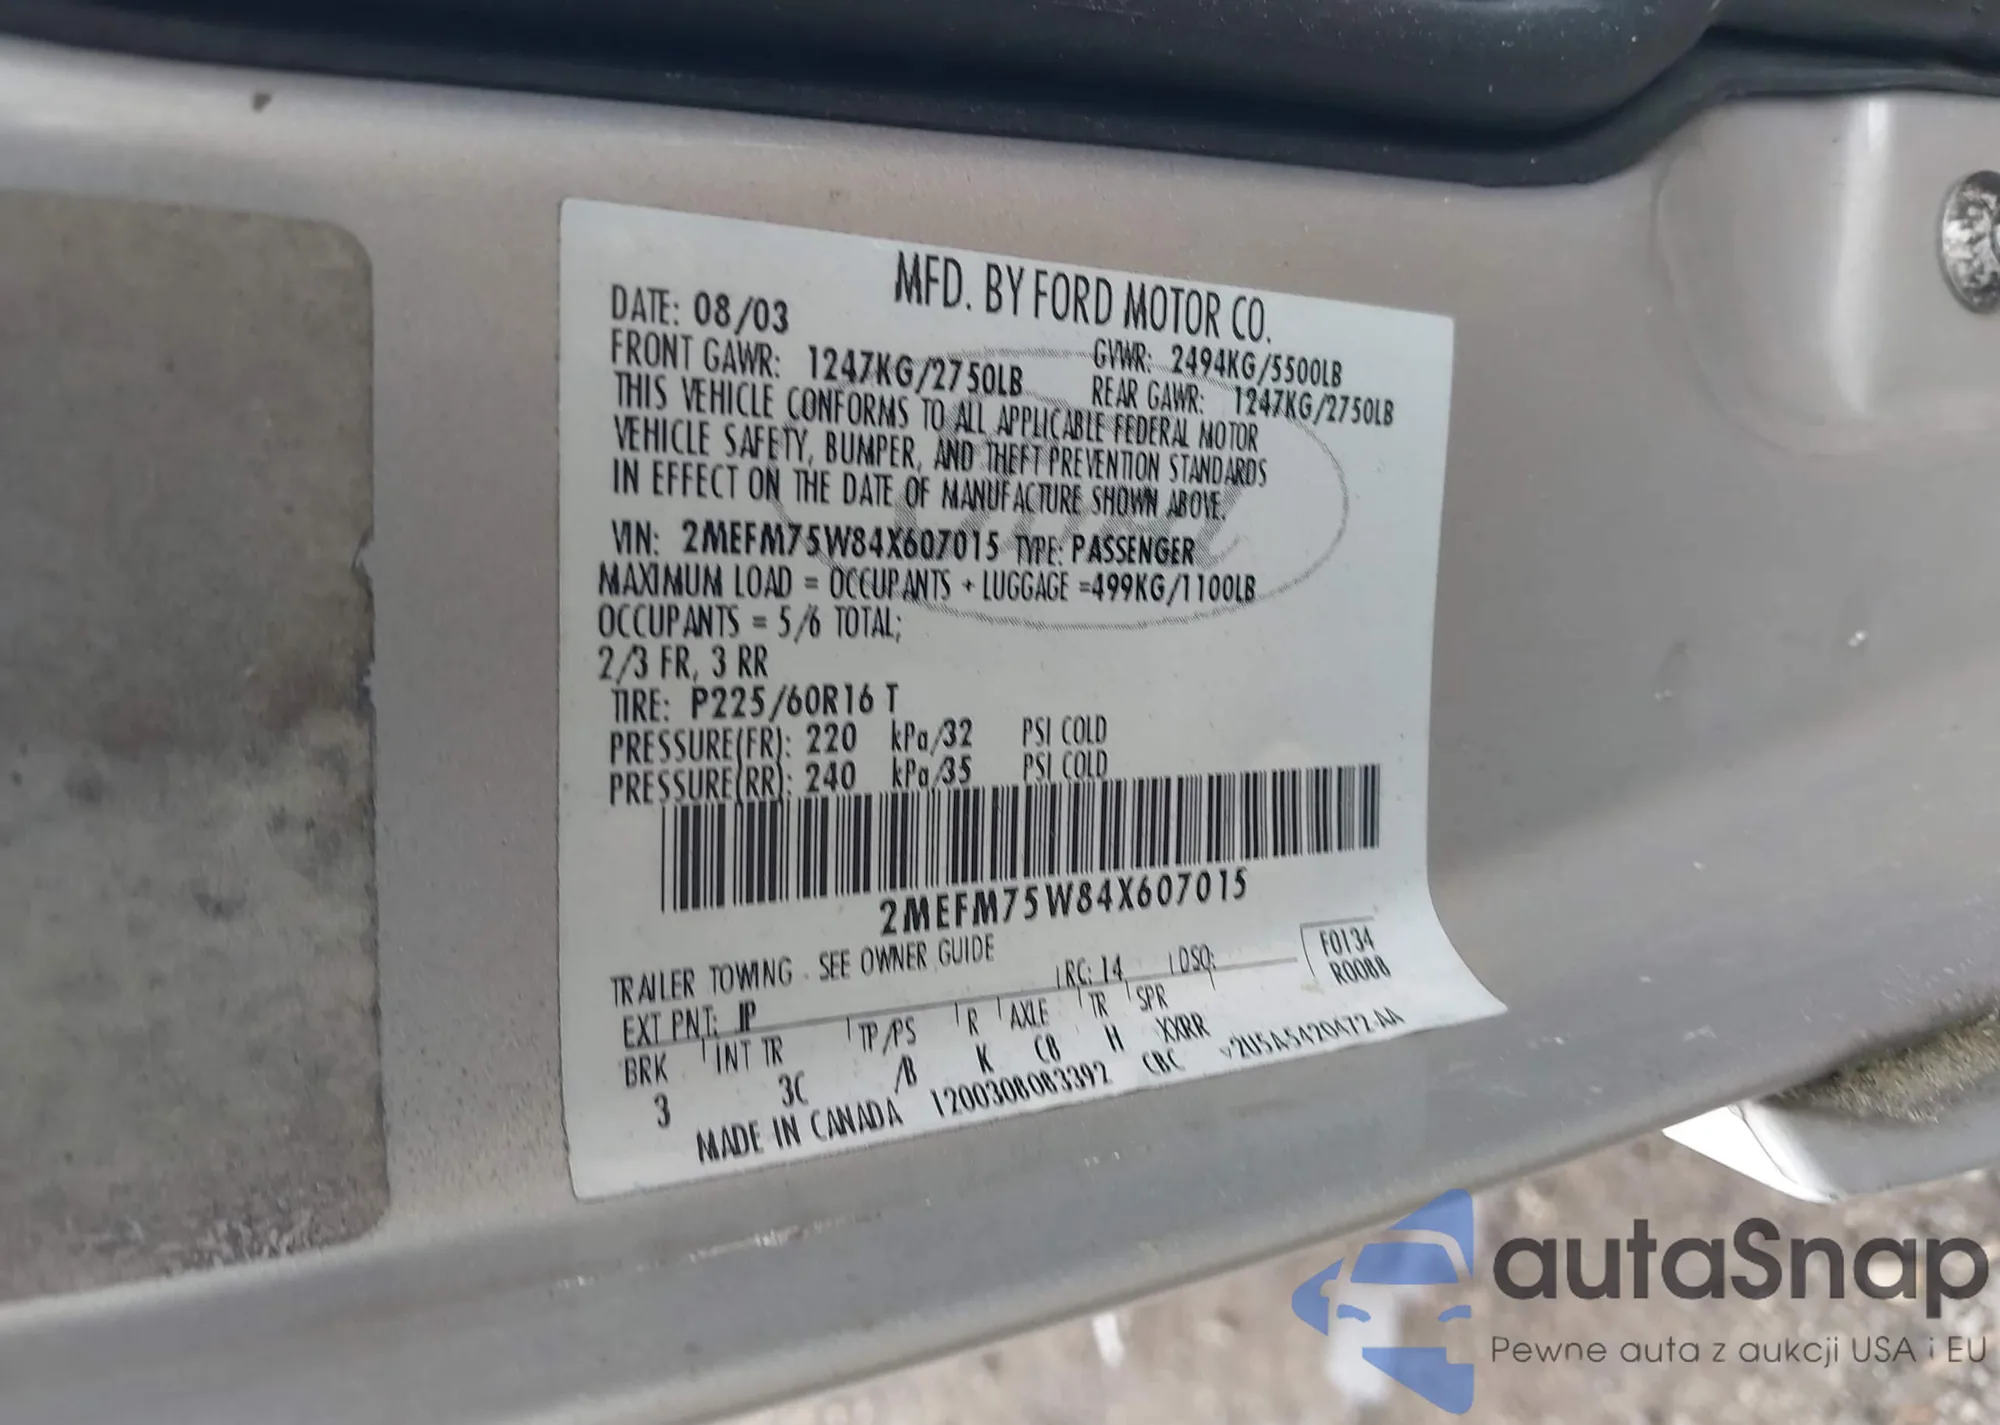 MFD. BY FORD MOTOR CO.
DATE: 08/03
GVWR: 2494KG/5500LB
FRONT GAWR: 1247KG/2750LB
REAR GAWR: 1247KG/2750LB
THIS VEHICLE CONFORMS TO ALL APPLICABLE FEDERAL MOTOR
VEHICLE SAFETY, BUMPER, AND THEFT PREVENTION STANDARDS
IN EFFECT ON THE DATE OF MANUFACTURE SHOWN ABOVE.
VIN: 2MEFM75W84X607015 TYPE: PASSENGER
MAXIMUM LOAD = OCCUPANTS + LUGGAGE =499KG/1100LB
OCCUPANTS = 5/6 TOTAL;
2/3 FR, 3 RR
TIRE: P225/60R16 T
PRESSURE(FR): 220 kPa/32 PSI COLD
PRESSURE(RR): 240 kPa/35 PSI COLD
2MEFM75W84X607015
TRAILER TOWING - SEE OWNER GUIDE
F0134
R0088
EXT PNT: JP RC: 14 DSO:
BRK INT TR TP/PS R AXLE TR SPR
3 3C /B K C8 H XXRR
MADE IN CANADA 1200308083392 CBC v2U5A5420472-AA
autaSnap
Pewne auta z aukcji USA i EU